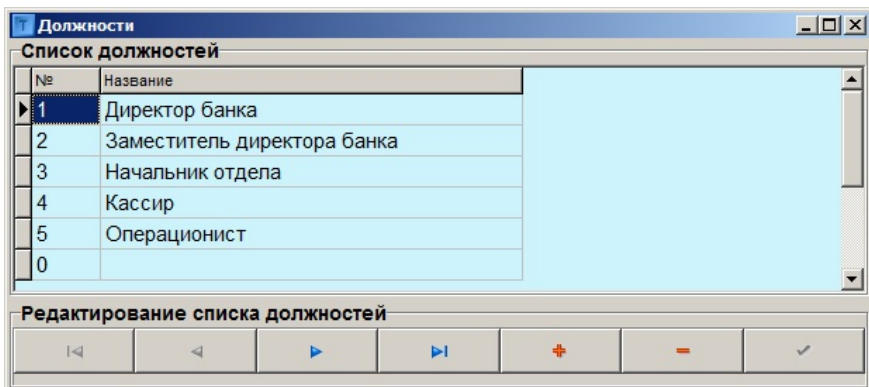 Должности
Список должностей
№ Название
1 Директор банка
2 Заместитель директора банка
3 Начальник отдела
4 Кассир
5 Операционист
0
Редактирование списка должностей